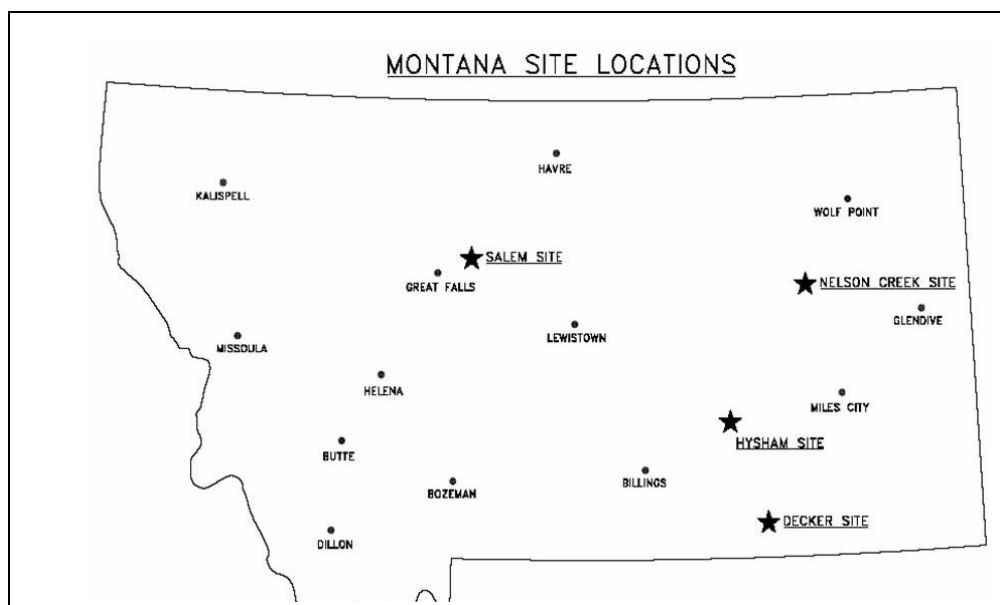 MONTANA SITE LOCATIONS
HAVRE
KALISPELL
WOLF POINT
SALEM SITE
GREAT FALLS
NELSON CREEK SITE
GLENDIVE
LEWISTOWN
MISSOULA
HELENA
MILES CITY
HYSHAM SITE
BUTTE
BILLINGS
BOZEMAN
DECKER SITE
DILLON